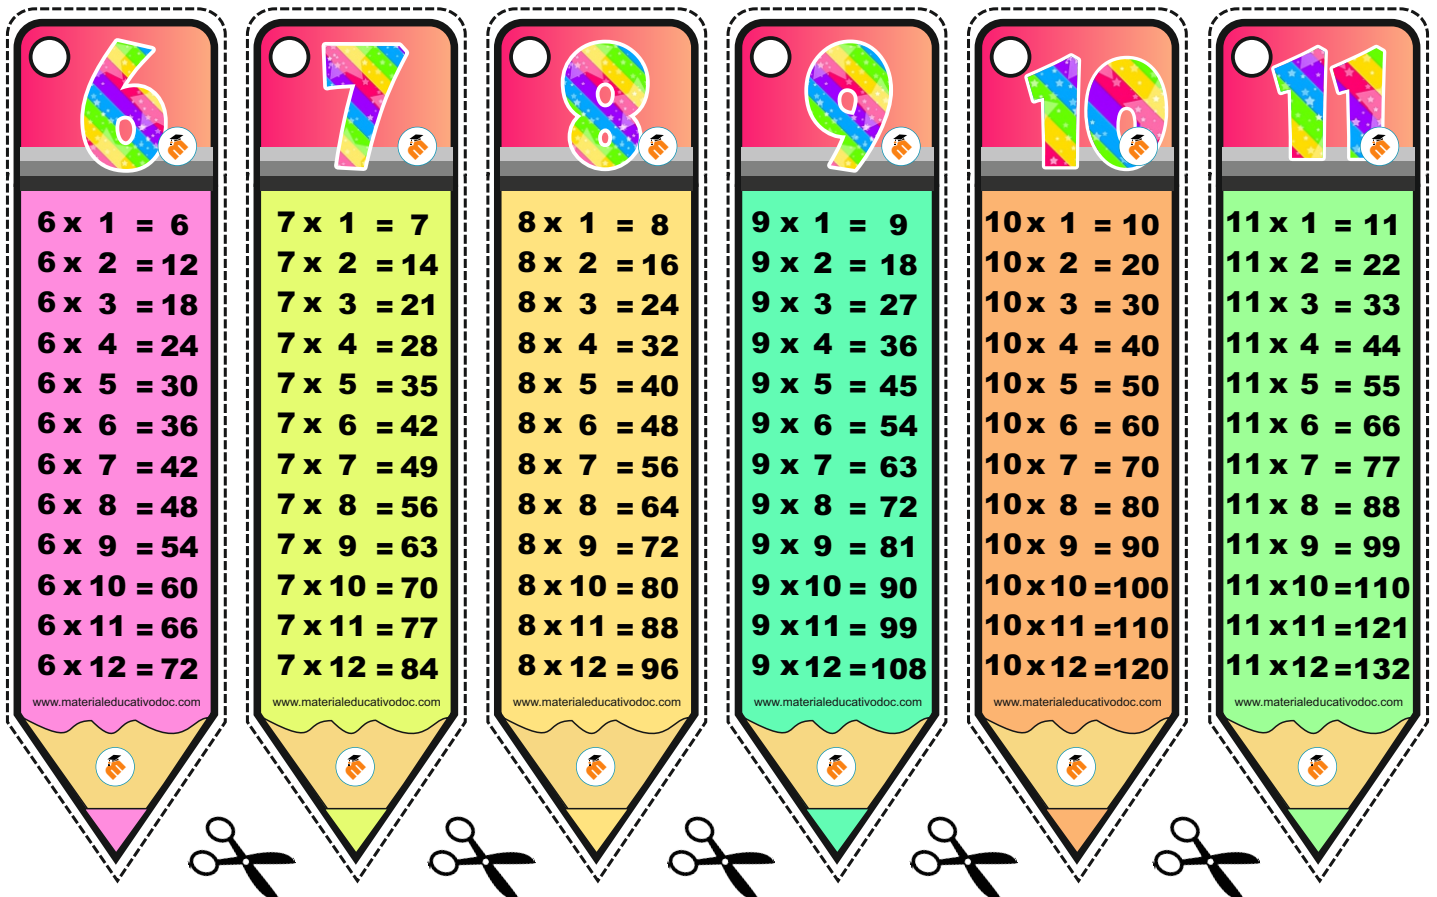 6
6 x 1 = 6
6 x 2 = 12
6 x 3 = 18
6 x 4 = 24
6 x 5 = 30
6 x 6 = 36
6 x 7 = 42
6 x 8 = 48
6 x 9 = 54
6 x 10 = 60
6 x 11 = 66
6 x 12 = 72
www.materialeducativodoc.com
7
7 x 1 = 7
7 x 2 = 14
7 x 3 = 21
7 x 4 = 28
7 x 5 = 35
7 x 6 = 42
7 x 7 = 49
7 x 8 = 56
7 x 9 = 63
7 x 10 = 70
7 x 11 = 77
7 x 12 = 84
www.materialeducativodoc.com
8
8 x 1 = 8
8 x 2 = 16
8 x 3 = 24
8 x 4 = 32
8 x 5 = 40
8 x 6 = 48
8 x 7 = 56
8 x 8 = 64
8 x 9 = 72
8 x 10 = 80
8 x 11 = 88
8 x 12 = 96
www.materialeducativodoc.com
9
9 x 1 = 9
9 x 2 = 18
9 x 3 = 27
9 x 4 = 36
9 x 5 = 45
9 x 6 = 54
9 x 7 = 63
9 x 8 = 72
9 x 9 = 81
9 x 10 = 90
9 x 11 = 99
9 x 12 = 108
www.materialeducativodoc.com
10
10 x 1 = 10
10 x 2 = 20
10 x 3 = 30
10 x 4 = 40
10 x 5 = 50
10 x 6 = 60
10 x 7 = 70
10 x 8 = 80
10 x 9 = 90
10 x 10 = 100
10 x 11 = 110
10 x 12 = 120
www.materialeducativodoc.com
11
11 x 1 = 11
11 x 2 = 22
11 x 3 = 33
11 x 4 = 44
11 x 5 = 55
11 x 6 = 66
11 x 7 = 77
11 x 8 = 88
11 x 9 = 99
11 x 10 = 110
11 x 11 = 121
11 x 12 = 132
www.materialeducativodoc.com